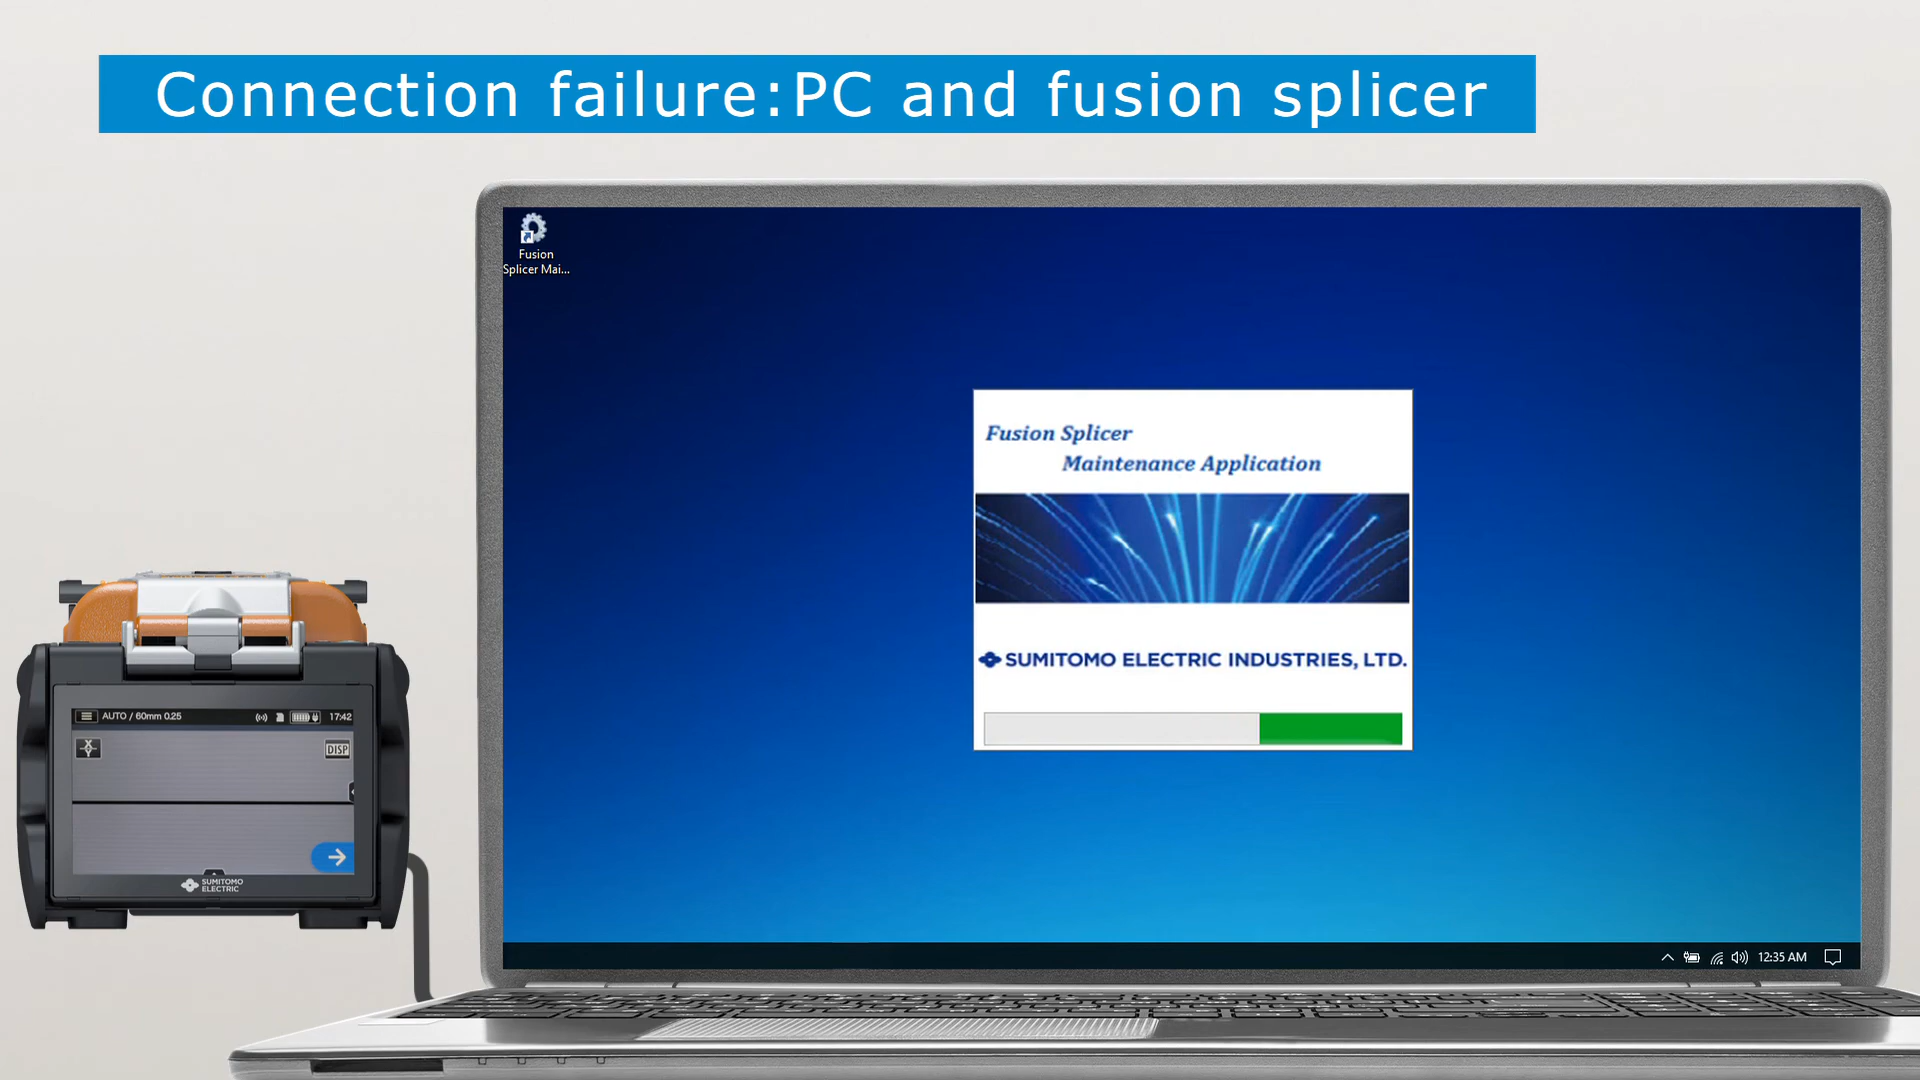 Connection failure:PC and fusion splicer
Fusion
Splicer Mai...
Fusion Splicer
Maintenance Application
SUMITOMO ELECTRIC INDUSTRIES, LTD.
AUTO / 60mm 0.25
17:42
DISP
SUMITOMO
ELECTRIC
12:35 AM